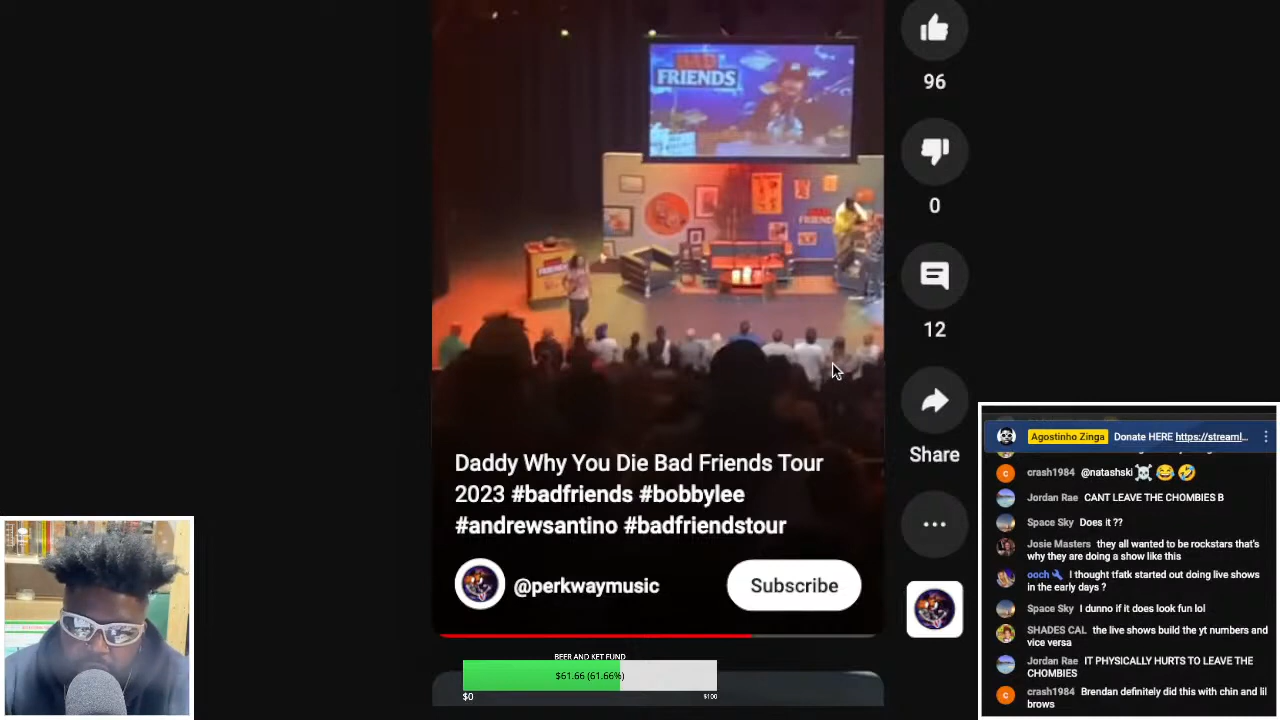 BAD
FRIENDS
96
0
12
Share
Daddy Why You Die Bad Friends Tour
2023 #badfriends #bobbylee
#andrewsantino #badfriendstour
@perkwaymusic
Subscribe
BEER AND KET FUND
$61.66 (61.66%)
$0
$100
Agostinho Zinga Donate HERE https://streaml...
crash1984 @natashski ☠️😂🤣
Jordan Rae CANT LEAVE THE CHOMBIES B
Space Sky Does it ??
Josie Masters they all wanted to be rockstars that's
why they are doing a show like this
ooch I thought tfatk started out doing live shows
in the early days ?
Space Sky I dunno if it does look fun lol
SHADES CAL the live shows build the yt numbers and
vice versa
Jordan Rae IT PHYSICALLY HURTS TO LEAVE THE
CHOMBIES
crash1984 Brendan definitely did this with chin and lil
brows